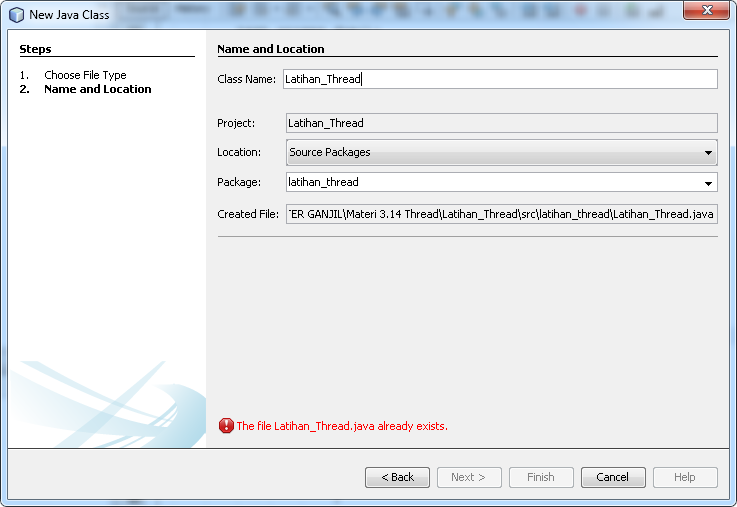 New Java Class
Steps
1. Choose File Type
2. Name and Location
Name and Location
Class Name: Latihan_Thread
Project: Latihan_Thread
Location: Source Packages
Package: latihan_thread
Created File: ER GANJIL\Materi 3.14 Thread\Latihan_Thread\src\latihan_thread\Latihan_Thread.java
The file Latihan_Thread.java already exists.
< Back Next > Finish Cancel Help